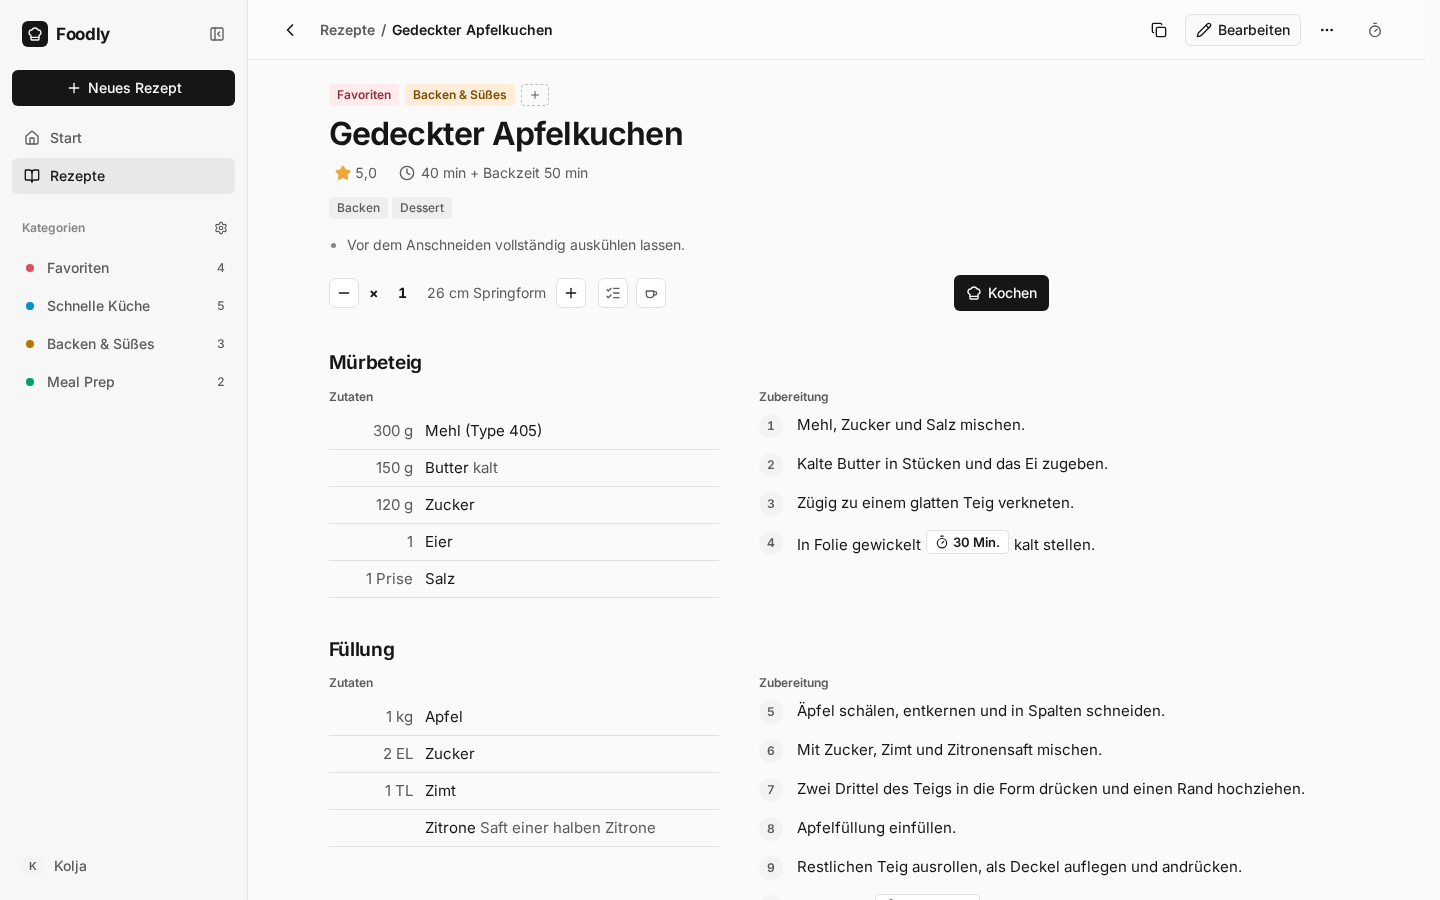 Foodly
Neues Rezept
Start
Rezepte
Kategorien
Favoriten 4
Schnelle Küche 5
Backen & Süßes 3
Meal Prep 2
K Kolja
Rezepte / Gedeckter Apfelkuchen
Bearbeiten
Favoriten Backen & Süßes +
Gedeckter Apfelkuchen
5,0 40 min + Backzeit 50 min
Backen Dessert
• Vor dem Anschneiden vollständig auskühlen lassen.
− × 1 26 cm Springform +
Kochen
Mürbeteig
Zutaten
300 g Mehl (Type 405)
150 g Butter kalt
120 g Zucker
1 Eier
1 Prise Salz
Zubereitung
1 Mehl, Zucker und Salz mischen.
2 Kalte Butter in Stücken und das Ei zugeben.
3 Zügig zu einem glatten Teig verkneten.
4 In Folie gewickelt 30 Min. kalt stellen.
Füllung
Zutaten
1 kg Apfel
2 EL Zucker
1 TL Zimt
Zitrone Saft einer halben Zitrone
Zubereitung
5 Äpfel schälen, entkernen und in Spalten schneiden.
6 Mit Zucker, Zimt und Zitronensaft mischen.
7 Zwei Drittel des Teigs in die Form drücken und einen Rand hochziehen.
8 Apfelfüllung einfüllen.
9 Restlichen Teig ausrollen, als Deckel auflegen und andrücken.